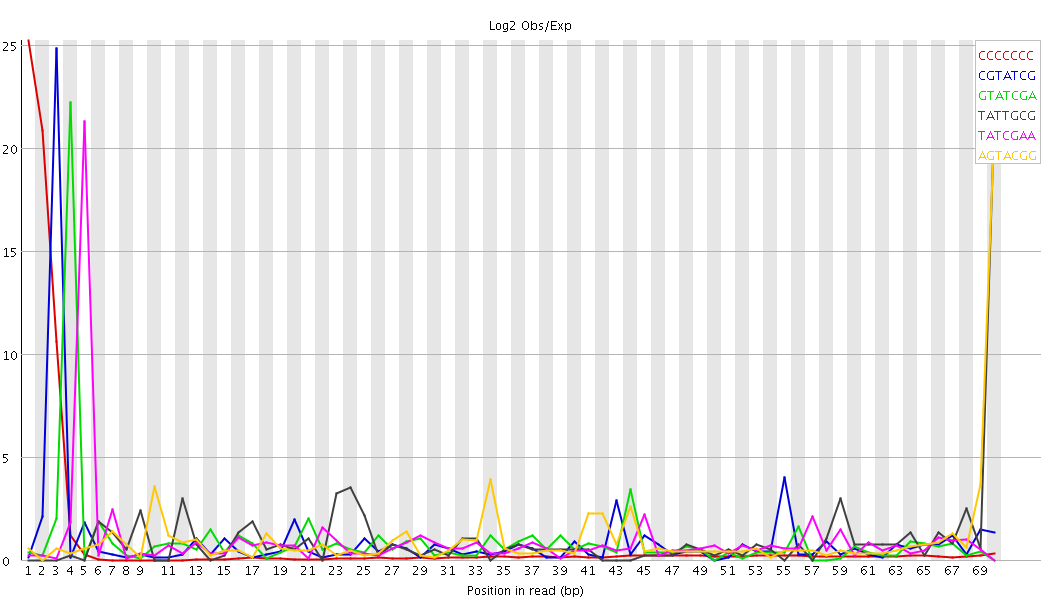 Log2 Obs/Exp
25
20
15
10
5
0
CCCCCCC
CGTATCG
GTATCGA
TATTGCG
TATCGAA
AGTACGG
1 2 3 4 5 6 7 8 9 11 13 15 17 19 21 23 25 27 29 31 33 35 37 39 41 43 45 47 49 51 53 55 57 59 61 63 65 67 69
Position in read (bp)